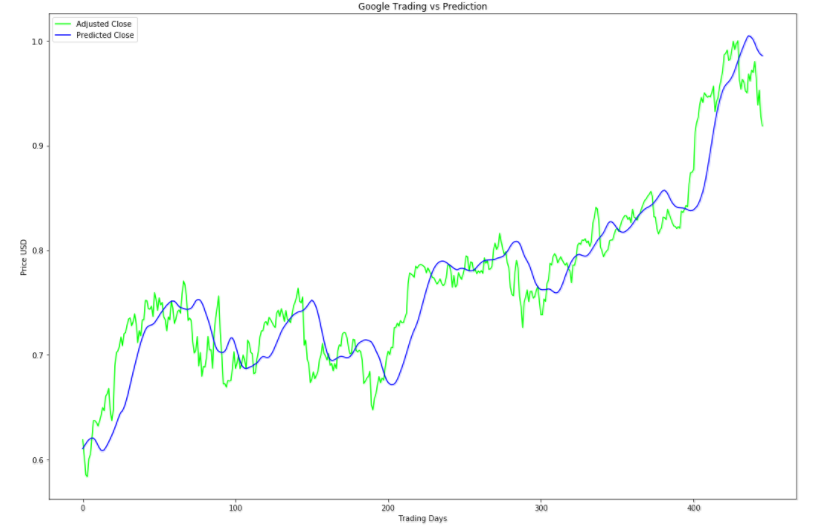 Google Trading vs Prediction
Adjusted Close
Predicted Close
1.0
0.9
0.8
0.7
0.6
Price USD
0
100
200
300
400
Trading Days